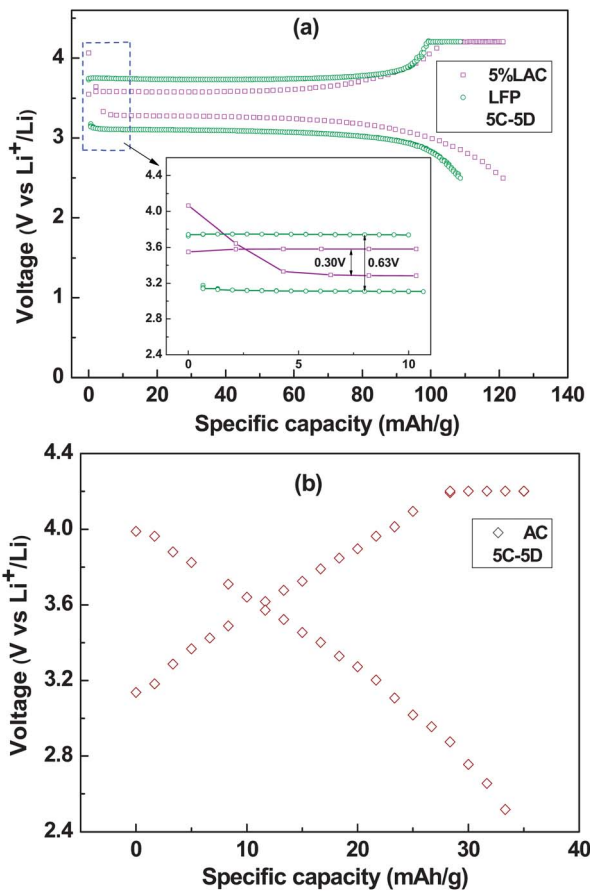 (a)
5%LAC
LFP
5C-5D
4
3
2
1
0
Voltage (V vs Li⁺/Li)
4.4
4.0
3.6
3.2
2.8
2.4
0.30V 0.63V
0 5 10
0 20 40 60 80 100 120 140
Specific capacity (mAh/g)
(b)
AC
5C-5D
4.4
4.0
3.6
3.2
2.8
2.4
Voltage (V vs Li⁺/Li)
0 10 20 30 40
Specific capacity (mAh/g)